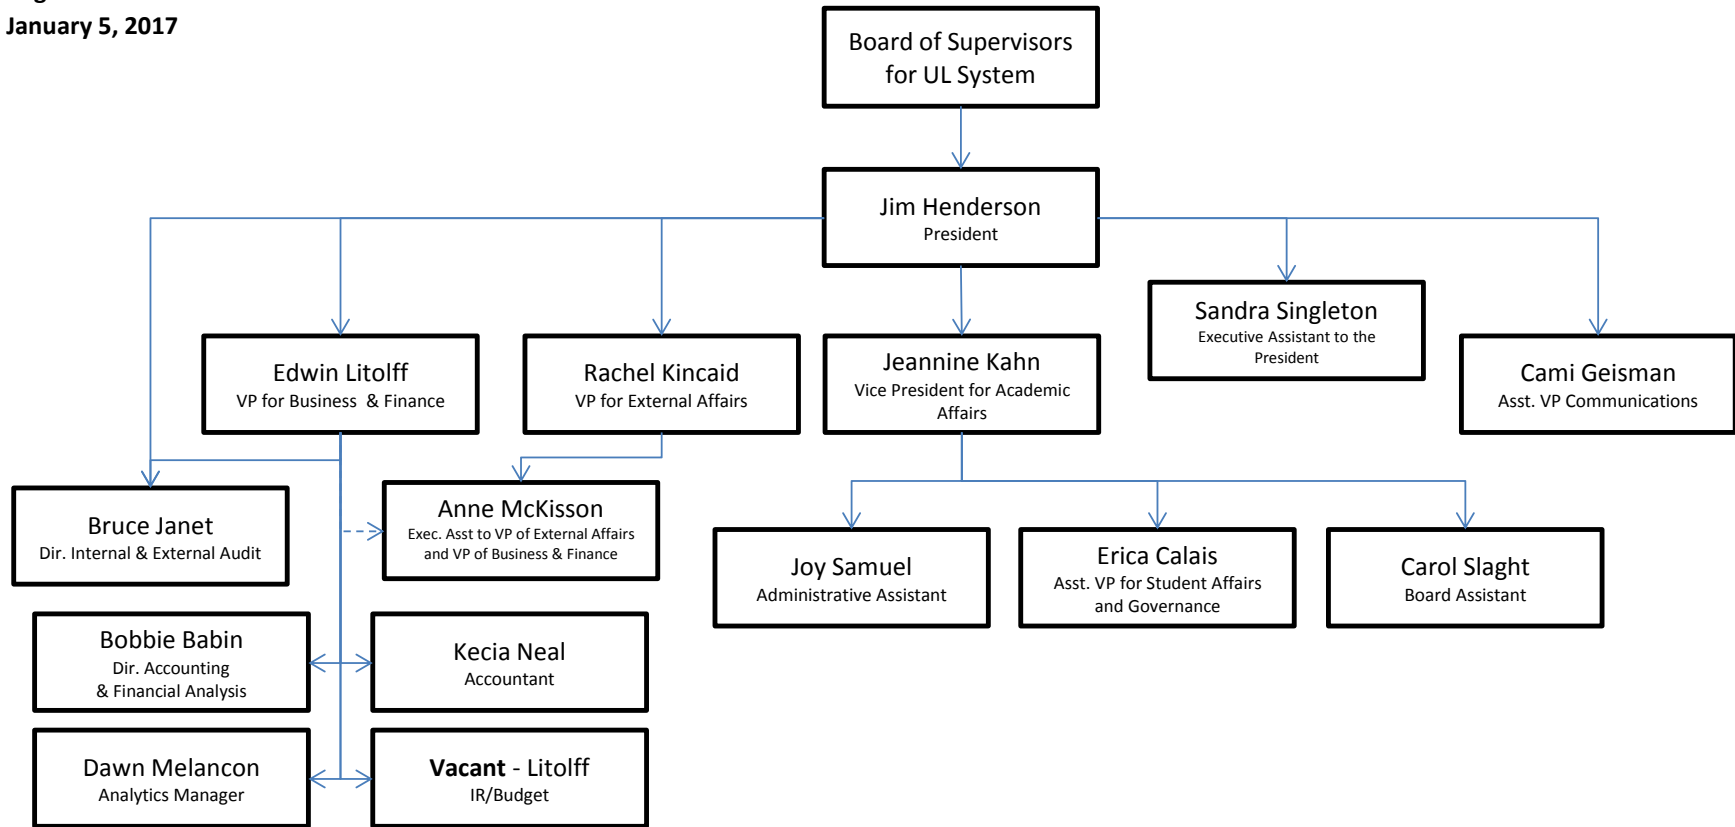 January 5, 2017
Board of Supervisors
for UL System
Jim Henderson
President
Sandra Singleton
Executive Assistant to the
President
Edwin Litolff
VP for Business & Finance
Rachel Kincaid
VP for External Affairs
Jeannine Kahn
Vice President for Academic
Affairs
Cami Geisman
Asst. VP Communications
Bruce Janet
Dir. Internal & External Audit
Anne McKisson
Exec. Asst to VP of External Affairs
and VP of Business & Finance
Joy Samuel
Administrative Assistant
Erica Calais
Asst. VP for Student Affairs
and Governance
Carol Slaght
Board Assistant
Bobbie Babin
Dir. Accounting
& Financial Analysis
Kecia Neal
Accountant
Dawn Melancon
Analytics Manager
Vacant - Litolff
IR/Budget